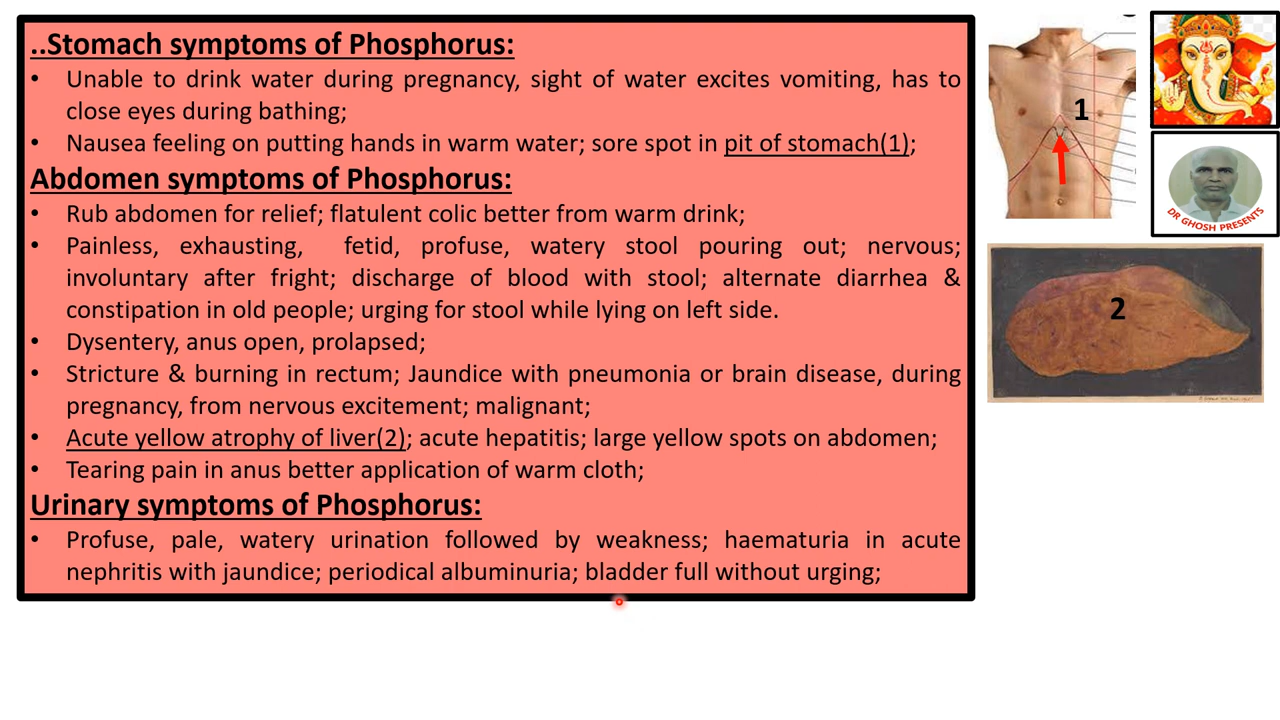 ..Stomach symptoms of Phosphorus:
• Unable to drink water during pregnancy, sight of water excites vomiting, has to
close eyes during bathing;
• Nausea feeling on putting hands in warm water; sore spot in pit of stomach(1);
Abdomen symptoms of Phosphorus:
• Rub abdomen for relief; flatulent colic better from warm drink;
• Painless, exhausting, fetid, profuse, watery stool pouring out; nervous;
involuntary after fright; discharge of blood with stool; alternate diarrhea &
constipation in old people; urging for stool while lying on left side.
• Dysentery, anus open, prolapsed;
• Stricture & burning in rectum; Jaundice with pneumonia or brain disease, during
pregnancy, from nervous excitement; malignant;
• Acute yellow atrophy of liver(2); acute hepatitis; large yellow spots on abdomen;
• Tearing pain in anus better application of warm cloth;
Urinary symptoms of Phosphorus:
• Profuse, pale, watery urination followed by weakness; haematuria in acute
nephritis with jaundice; periodical albuminuria; bladder full without urging;
1
DR GHOSH PRESENTS
2